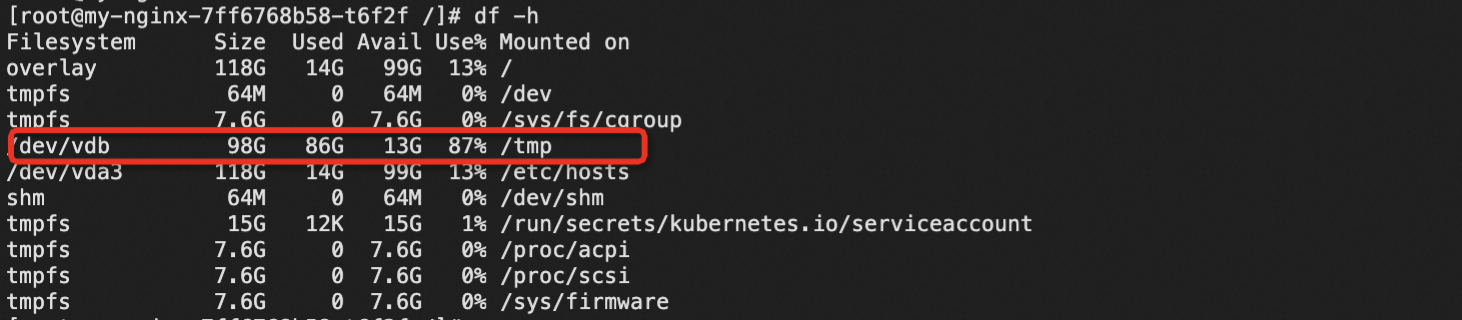 [root@my-nginx-7ff6768b58-t6f2f /]# df -h
Filesystem      Size  Used Avail Use% Mounted on
overlay         118G   14G   99G  13% /
tmpfs            64M     0   64M   0% /dev
tmpfs           7.6G     0  7.6G   0% /sys/fs/cgroup
/dev/vdb         98G   86G   13G  87% /tmp
/dev/vda3       118G   14G   99G  13% /etc/hosts
shm              64M     0   64M   0% /dev/shm
tmpfs            15G   12K   15G   1% /run/secrets/kubernetes.io/serviceaccount
tmpfs           7.6G     0  7.6G   0% /proc/acpi
tmpfs           7.6G     0  7.6G   0% /proc/scsi
tmpfs           7.6G     0  7.6G   0% /sys/firmware